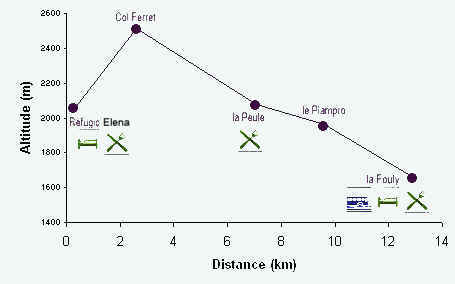 2600
Col Ferret
2400
2200
2000
1800
1600
1400
Altitude (m)
Refugio Elena
la Peule
le Plampro
la Fouly
0 2 4 6 8 10 12 14
Distance (km)